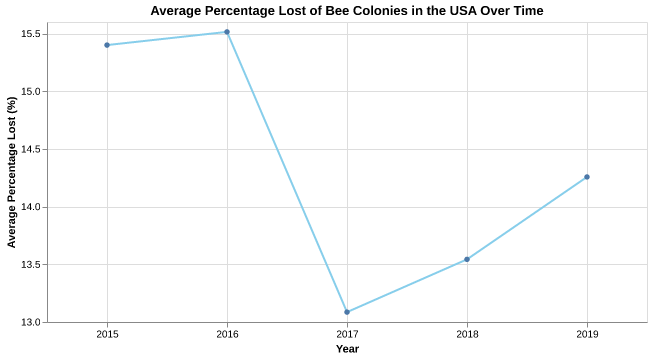 Average Percentage Lost of Bee Colonies in the USA Over Time
Average Percentage Lost (%)
15.5
15.0
14.5
14.0
13.5
13.0
2015 2016 2017 2018 2019
Year